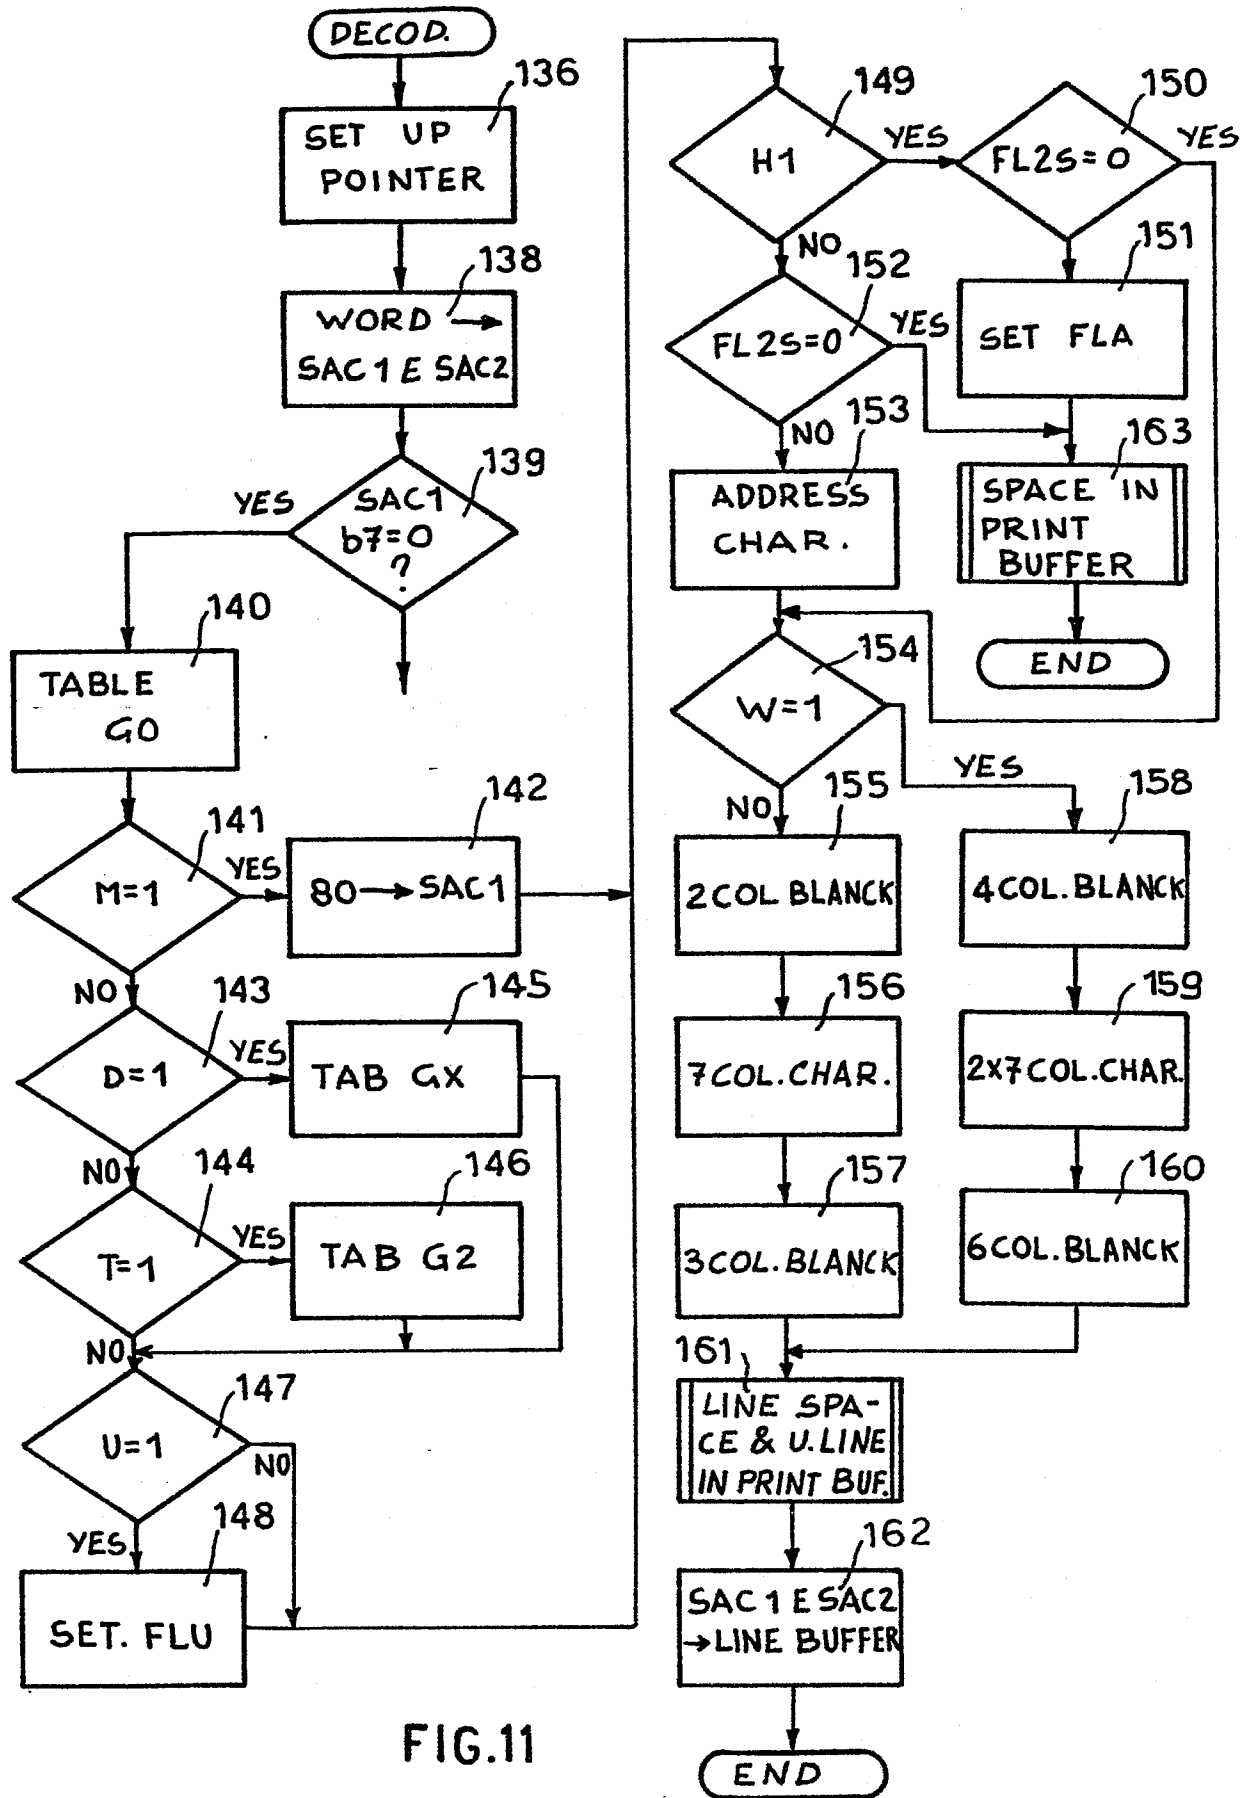 DECOD.
136
SET UP
POINTER
138
WORD →
SAC1 E SAC2
139
YES
SAC1
b7=0
?
140
TABLE
G0
141
M=1
YES
142
80→SAC1
NO
143
D=1
YES
145
TAB GX
NO
144
T=1
YES
146
TAB G2
NO
147
U=1
NO
YES
148
SET. FLU
149
H1
YES
150
FL2S=0
YES
NO
151
SET FLA
152
FL2S=0
YES
NO
153
ADDRESS
CHAR.
163
SPACE IN
PRINT
BUFFER
END
154
W=1
YES
NO
155
2COL BLANCK
156
7COL.CHAR.
157
3COL.BLANCK
158
4COL.BLANCK
159
2x7COL.CHAR.
160
6COL.BLANCK
161
LINE SPA-
CE & U.LINE
IN PRINT BUF.
162
SAC1 E SAC2
→LINE BUFFER
END
FIG.11